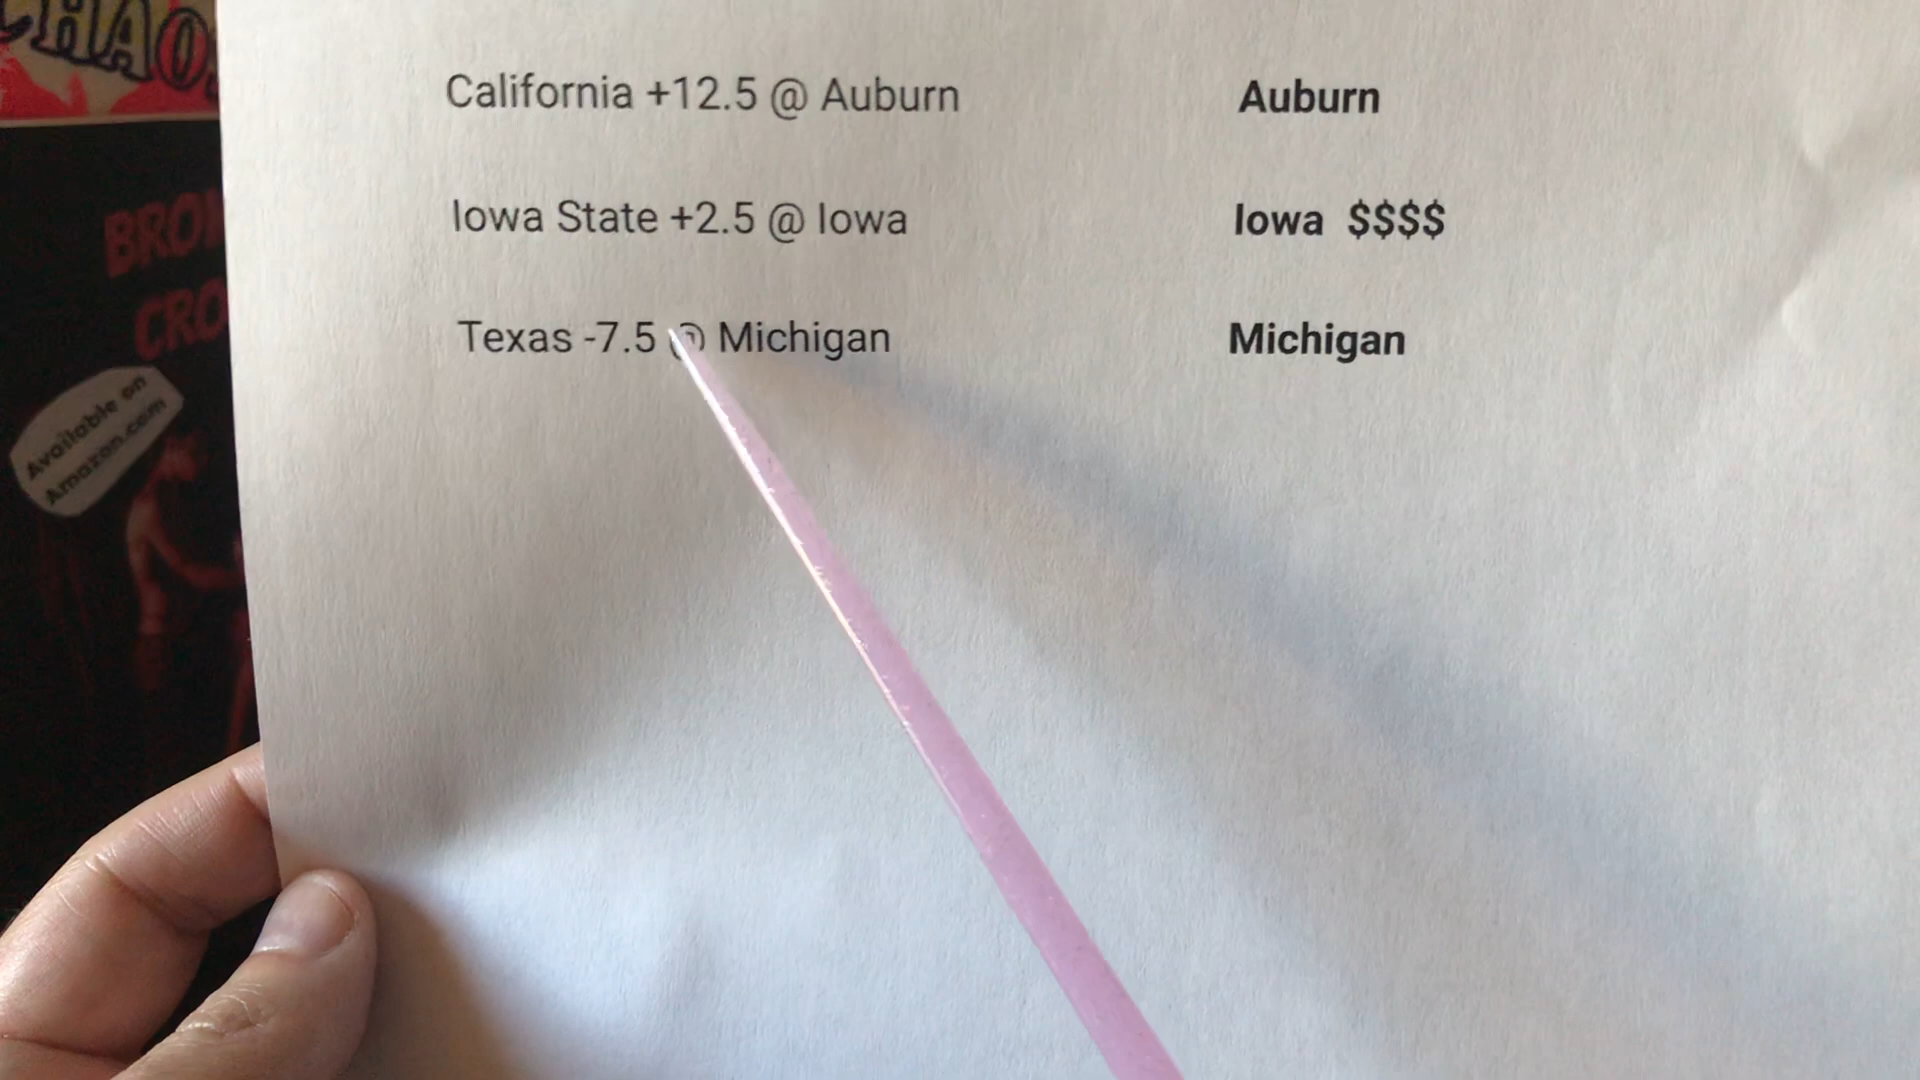 California +12.5 @ Auburn Auburn
Iowa State +2.5 @ Iowa Iowa $$$$
Texas -7.5 @ Michigan Michigan
Available on
Amazon.com